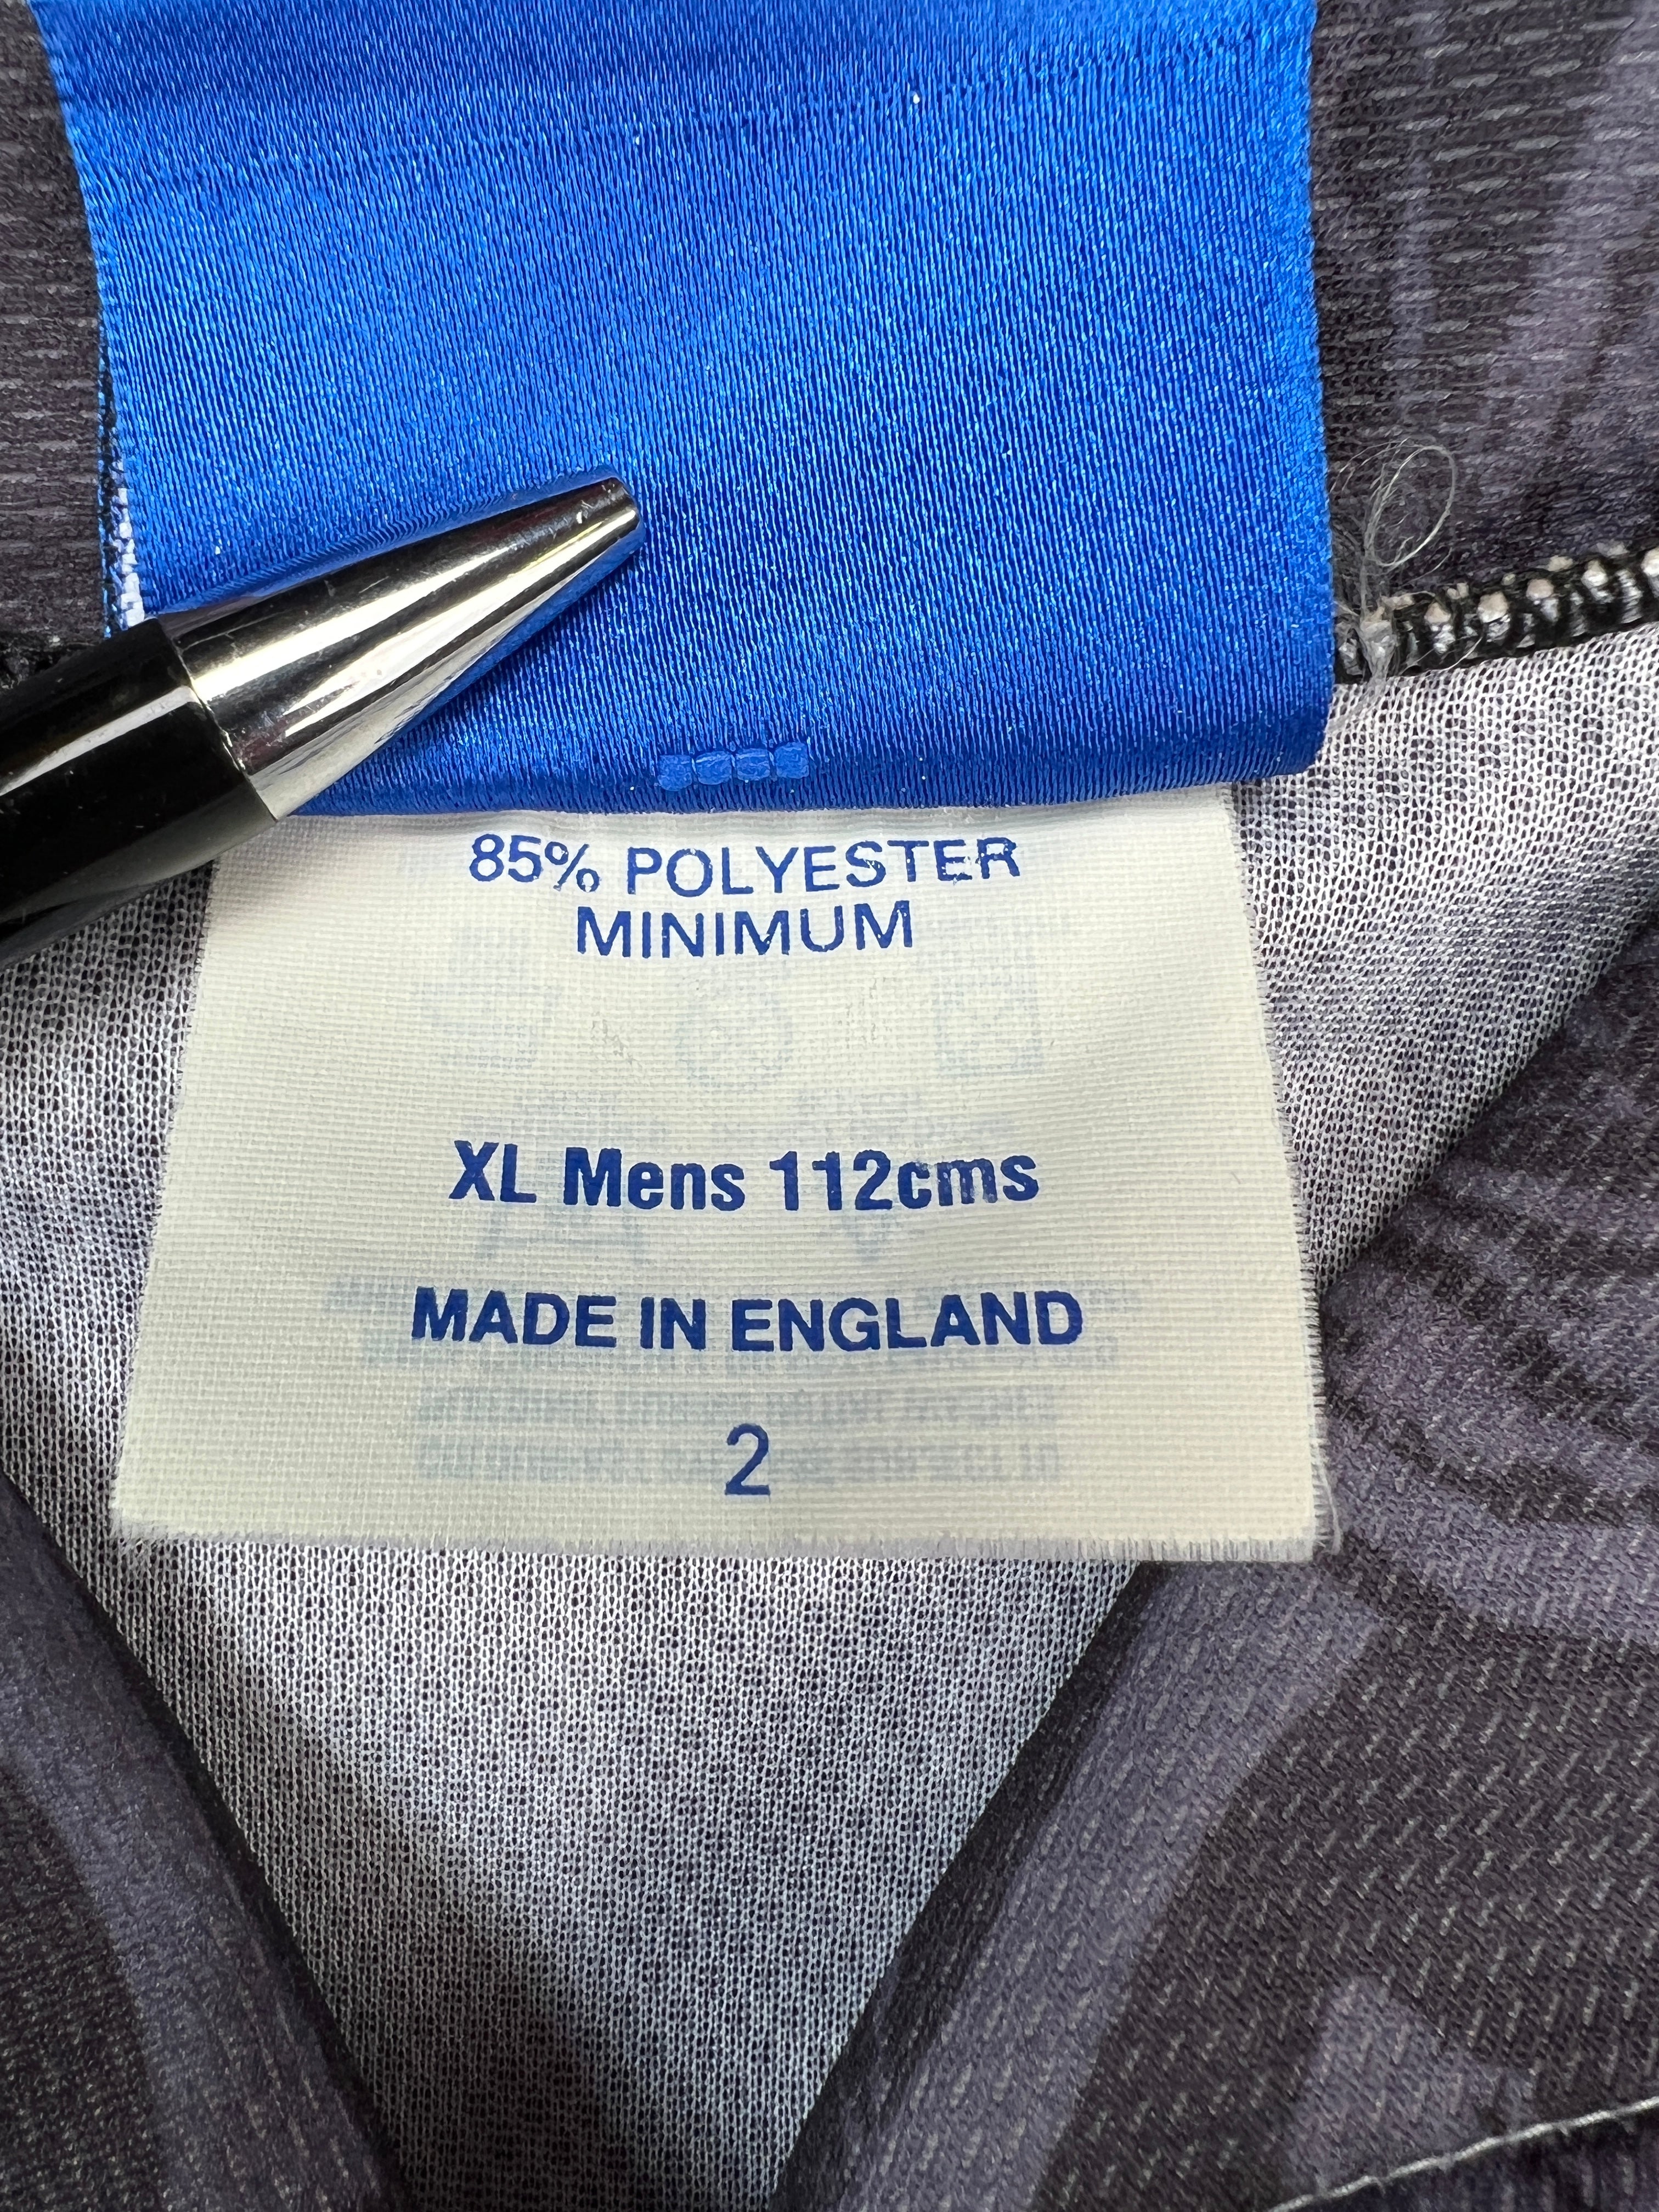 85% POLYESTER
MINIMUM
XL Mens 112cms
MADE IN ENGLAND
2